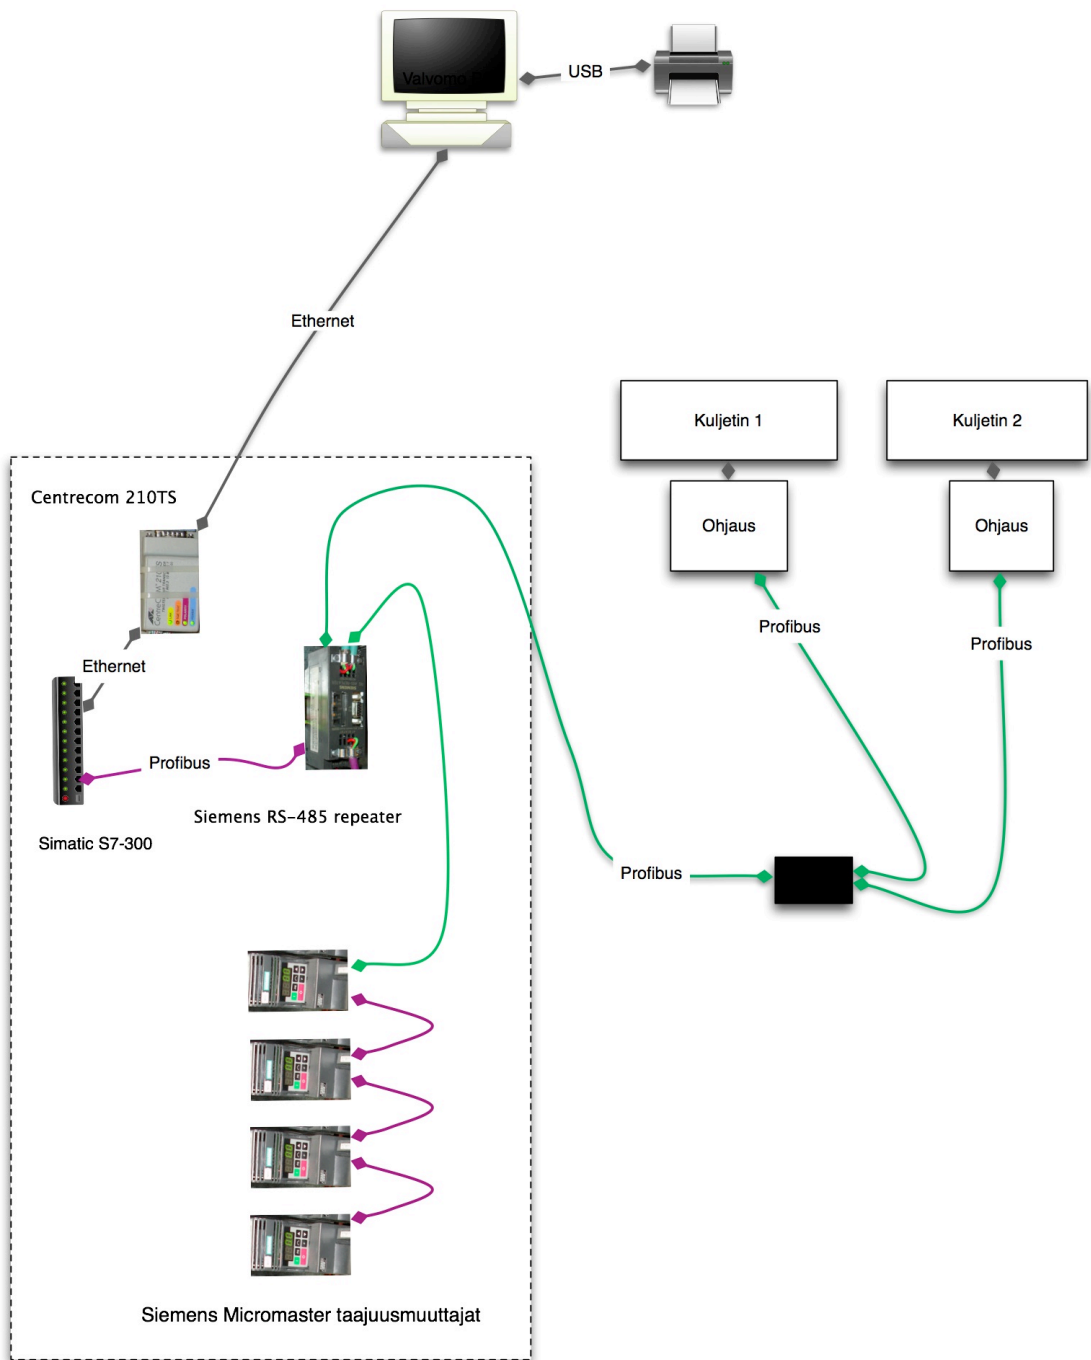 Valvomo
USB
Ethernet
Kuljetin 1
Kuljetin 2
Centrecom 210TS
Ohjaus
Ohjaus
Profibus
Profibus
Ethernet
Profibus
Siemens RS-485 repeater
Simatic S7-300
Profibus
Siemens Micromaster taajuusmuuttajat